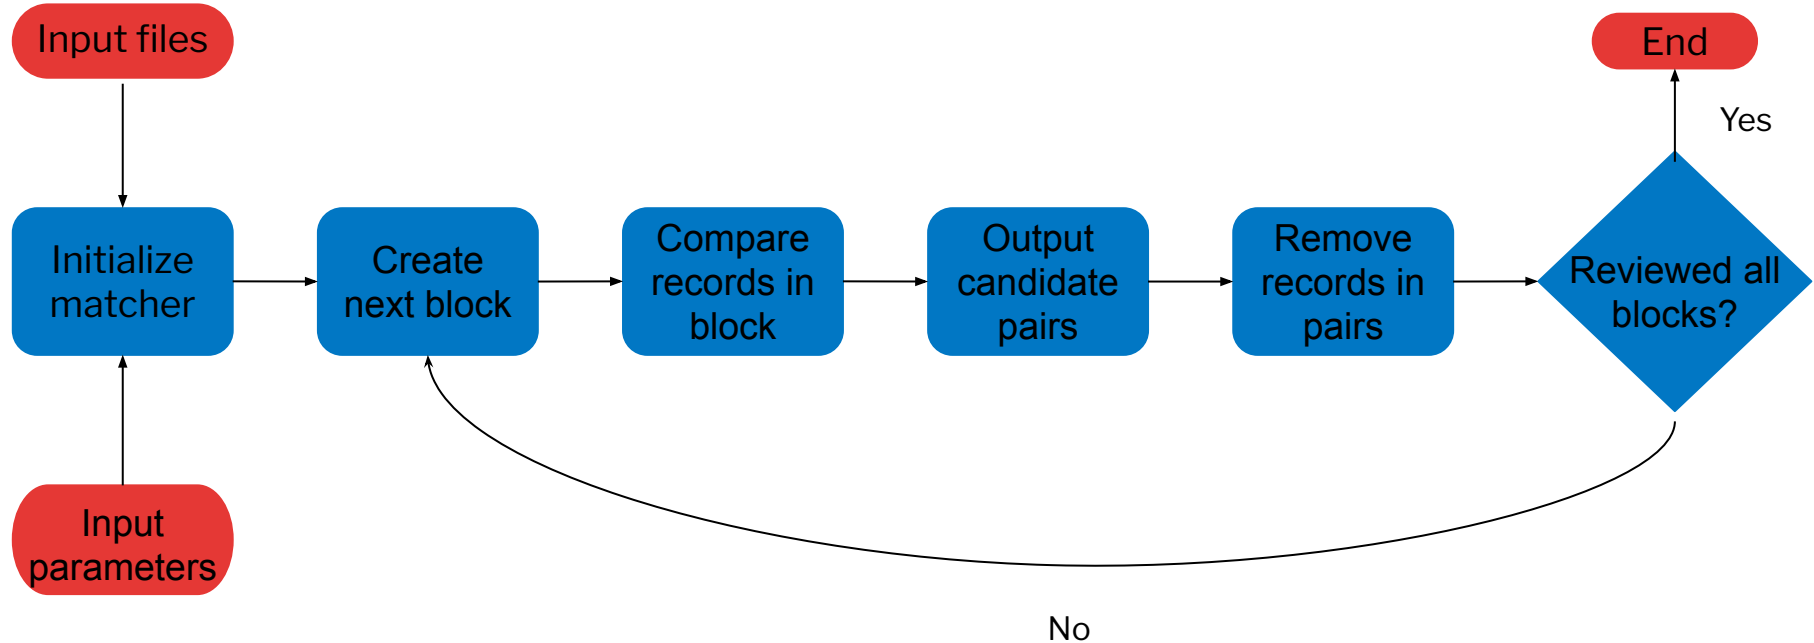 Input files
End
Yes
Initialize
matcher
Create
next block
Compare
records in
block
Output
candidate
pairs
Remove
records in
pairs
Reviewed all
blocks?
Input
parameters
No